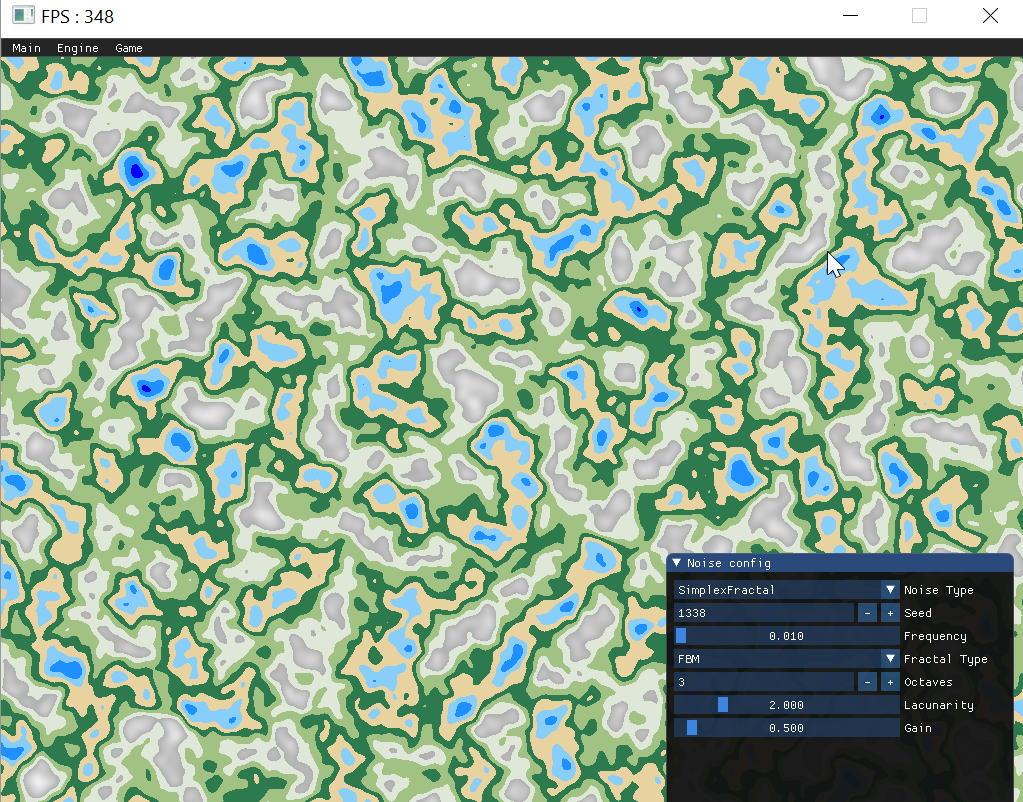 FPS : 348
Main Engine Game
Noise config
SimplexFractal Noise Type
1338 - + Seed
0.010 Frequency
FBM Fractal Type
3 - + Octaves
2.000 Lacunarity
0.500 Gain